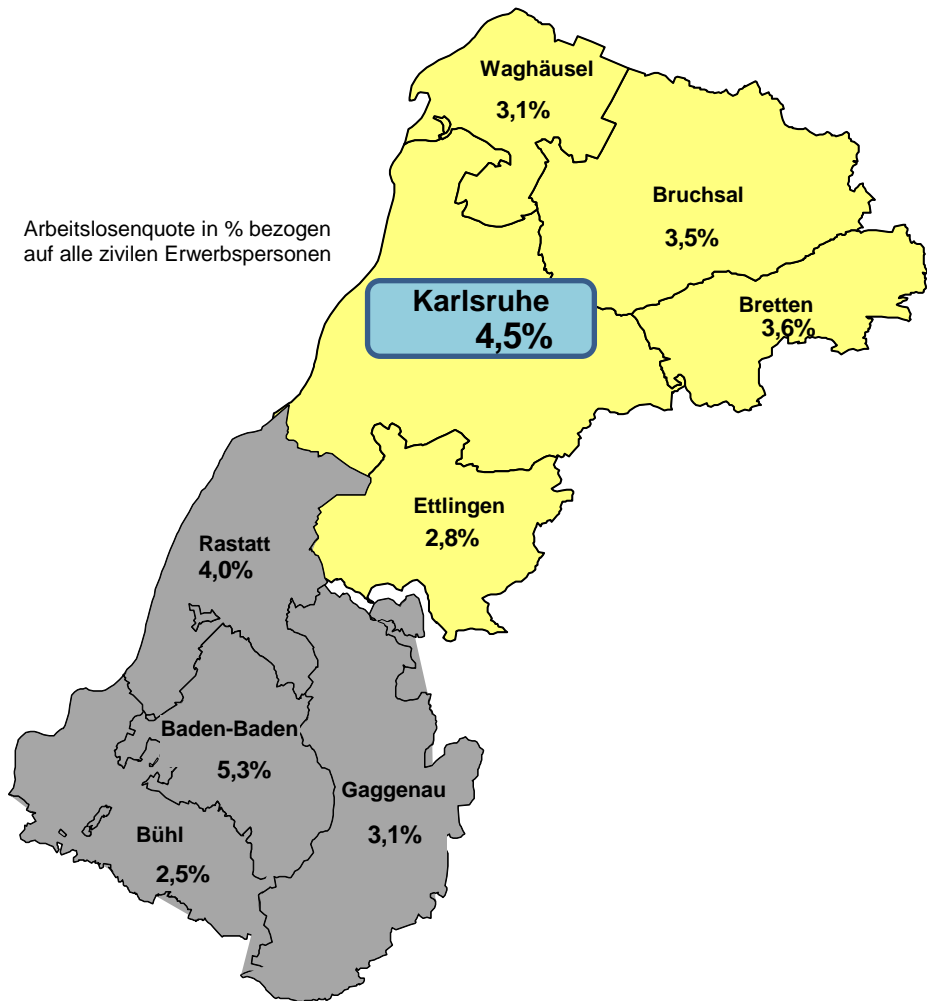 Waghäusel
3,1%
Bruchsal
3,5%
Arbeitslosenquote in % bezogen
auf alle zivilen Erwerbspersonen
Karlsruhe
4,5%
Bretten
3,6%
Ettlingen
2,8%
Rastatt
4,0%
Baden-Baden
5,3%
Gaggenau
3,1%
Bühl
2,5%